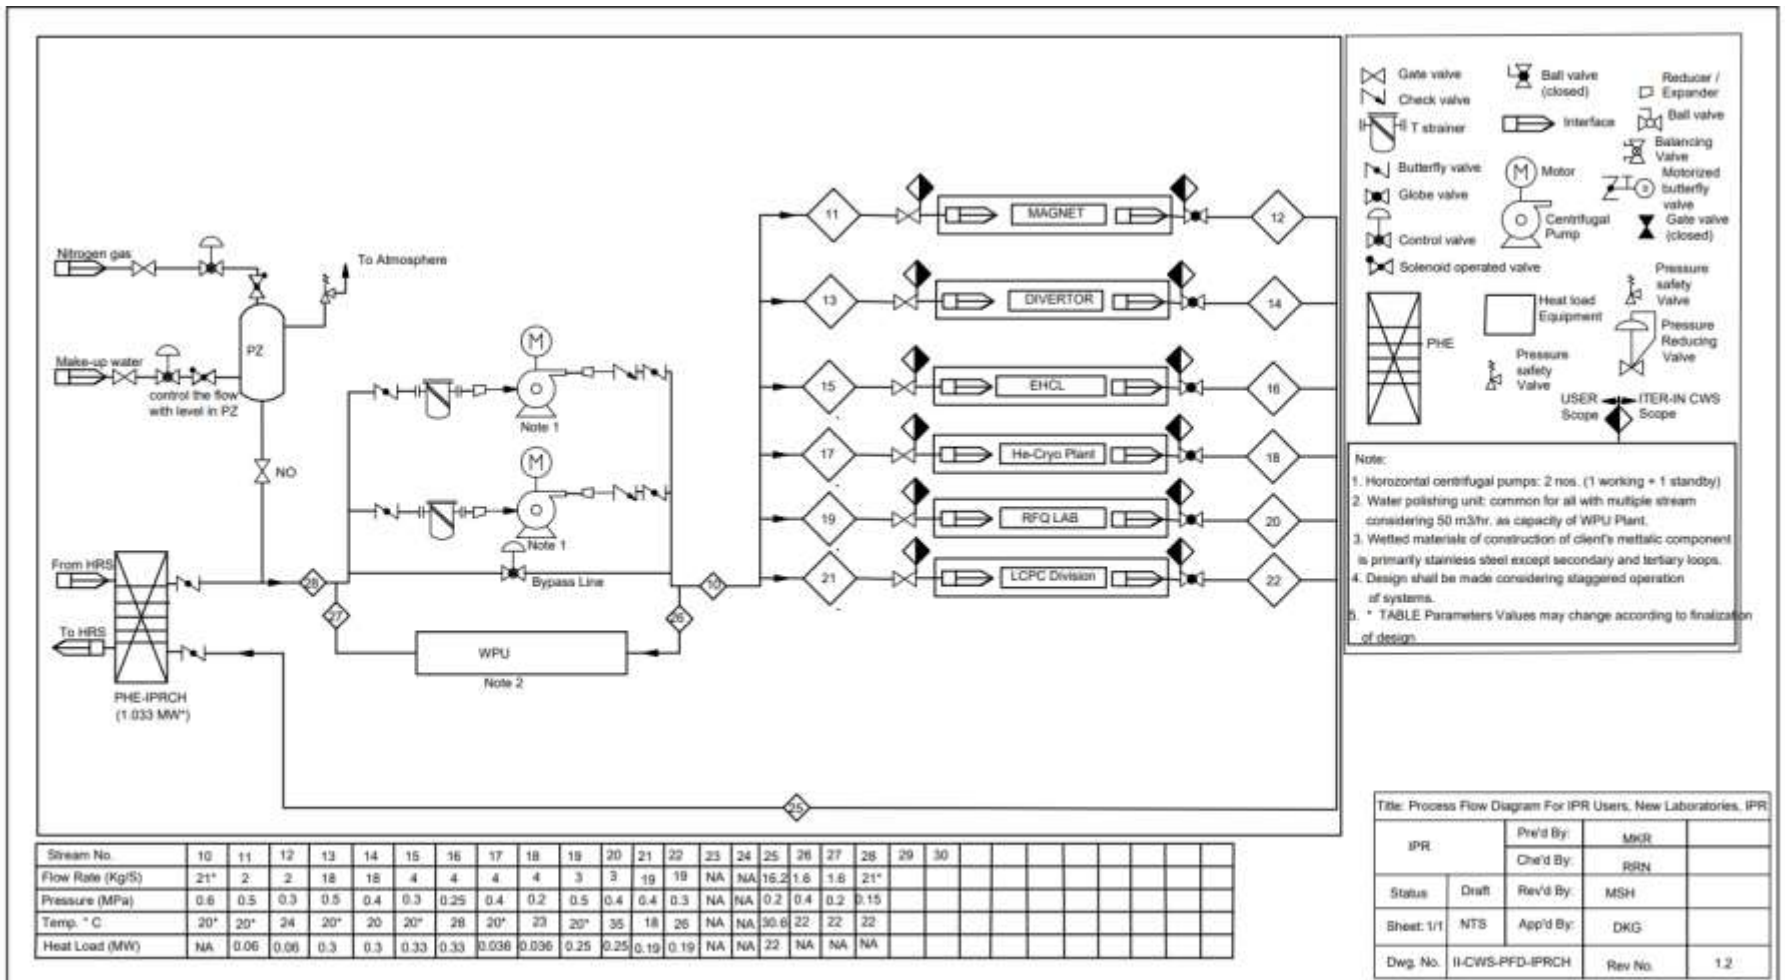 Nitrogen gas
To Atmosphere
PZ
Make-up water
control the flow
with level in PZ
NO
M
Note 1
M
Note 1
Bypass Line
From HRS
To HRS
PHE-IPRCH
(1.033 MW*)
28
27
26
10
WPU
Note 2
25
11 MAGNET 12
13 DIVERTOR 14
15 EHCL 16
17 He-Cryo Plant 18
19 RFQ LAB 20
21 LCPC Division 22
Gate valve
Check valve
T strainer
Butterfly valve
Globe valve
Control valve
Solenoid operated valve
PHE
Ball valve
(closed)
Interface
M Motor
Centrifugal
Pump
Heat load
Equipment
Pressure
safety
Valve
Reducer /
Expander
Ball valve
Balancing
Valve
Motorized
butterfly
valve
Gate valve
(closed)
Pressure
safety
Valve
Pressure
Reducing
Valve
USER ITER-IN CWS
Scope Scope
Note:
1. Horozontal centrifugal pumps: 2 nos. (1 working + 1 standby)
2. Water polishing unit: common for all with multiple stream
considering 50 m3/hr. as capacity of WPU Plant.
3. Wetted materials of construction of client's mettalic component
is primarily stainless steel except secondary and tertiary loops.
4. Design shall be made considering staggered operation
of systems.
5. * TABLE Parameters Values may change according to finalization
of design
Stream No. 10 11 12 13 14 15 16 17 18 19 20 21 22 23 24 25 26 27 28 29 30
Flow Rate (Kg/S) 21* 2 2 18 18 4 4 4 4 3 3 19 19 NA NA 16.2 1.6 1.6 21*
Pressure (MPa) 0.6 0.5 0.3 0.5 0.4 0.3 0.25 0.4 0.2 0.5 0.4 0.4 0.3 NA NA 0.2 0.4 0.2 0.15
Temp. ° C 20* 20* 24 20* 20 20* 28 20* 23 20* 35 18 26 NA NA 30.6 22 22 22
Heat Load (MW) NA 0.06 0.06 0.3 0.3 0.33 0.33 0.036 0.036 0.25 0.25 0.19 0.19 NA NA 22 NA NA NA
Title: Process Flow Diagram For IPR Users, New Laboratories, IPR
IPR Pre'd By: MKR
Che'd By: RRN
Status Draft Rev'd By: MSH
Sheet: 1/1 NTS App'd By: DKG
Dwg. No. II-CWS-PFD-IPRCH Rev No. 1.2